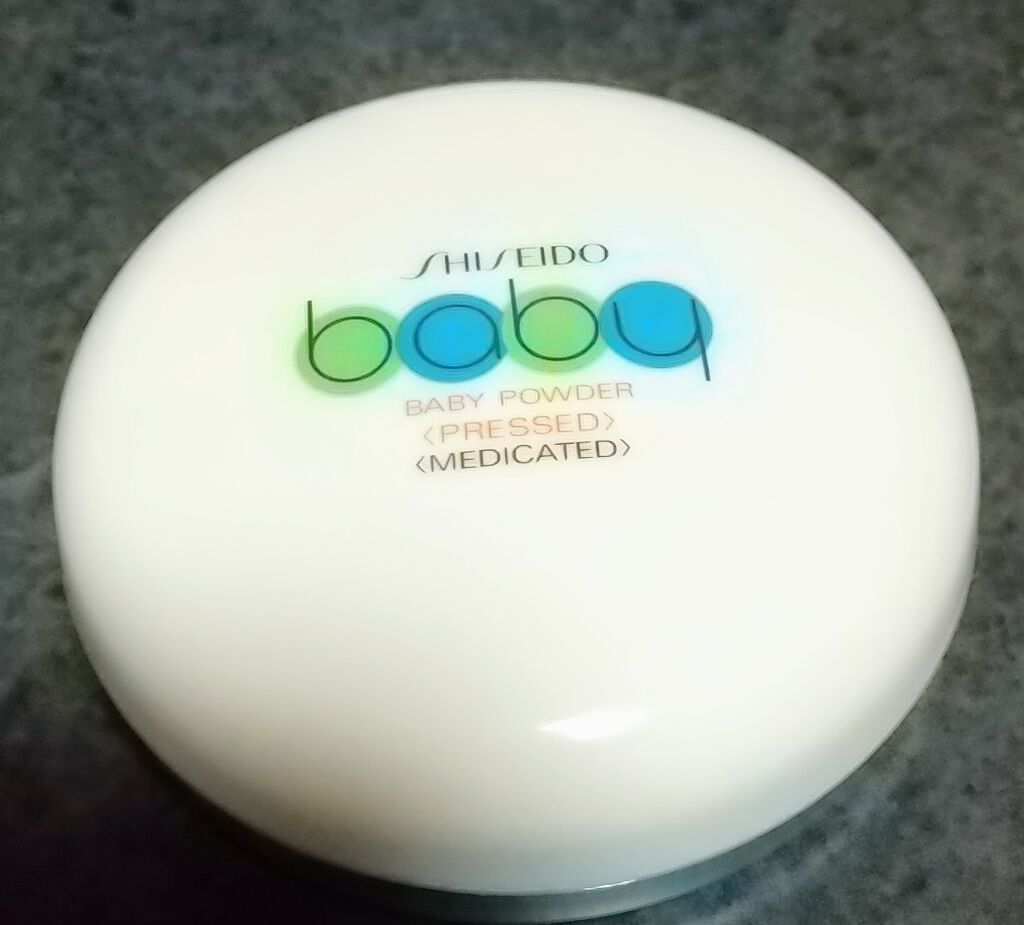 SHISEIDO
baby
BABY POWDER
〈PRESSED〉
〈MEDICATED〉